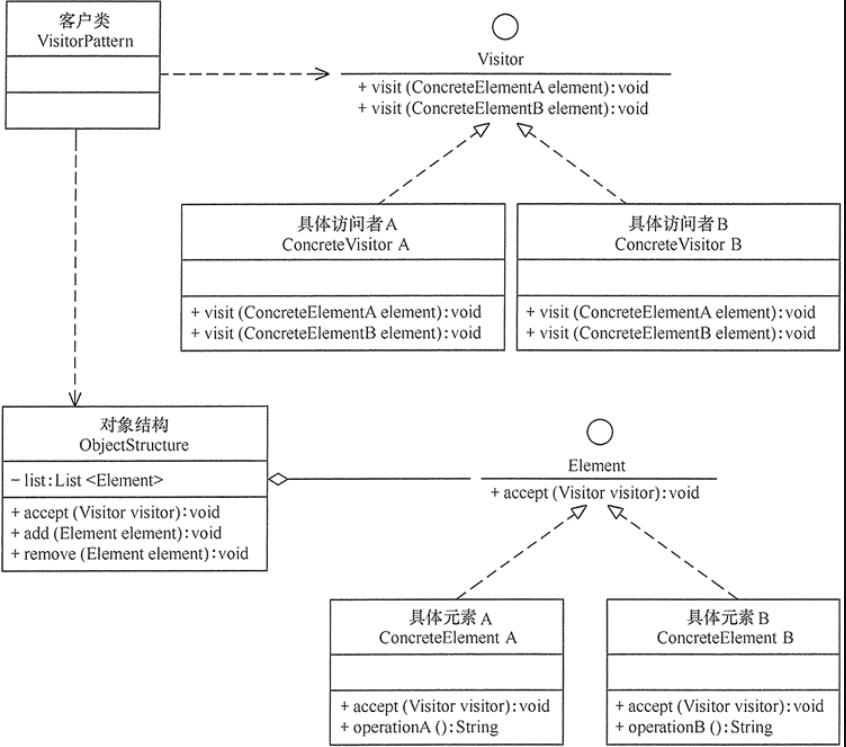 客户类
VisitorPattern
Visitor
+ visit (ConcreteElementA element):void
+ visit (ConcreteElementB element):void
具体访问者A
ConcreteVisitor A
+ visit (ConcreteElementA element):void
+ visit (ConcreteElementB element):void
具体访问者B
ConcreteVisitor B
+ visit (ConcreteElementA element):void
+ visit (ConcreteElementB element):void
对象结构
ObjectStructure
- list:List <Element>
+ accept (Visitor visitor):void
+ add (Element element):void
+ remove (Element element):void
Element
+ accept (Visitor visitor):void
具体元素A
ConcreteElement A
+ accept (Visitor visitor):void
+ operationA ():String
具体元素B
ConcreteElement B
+ accept (Visitor visitor):void
+ operationB ():String